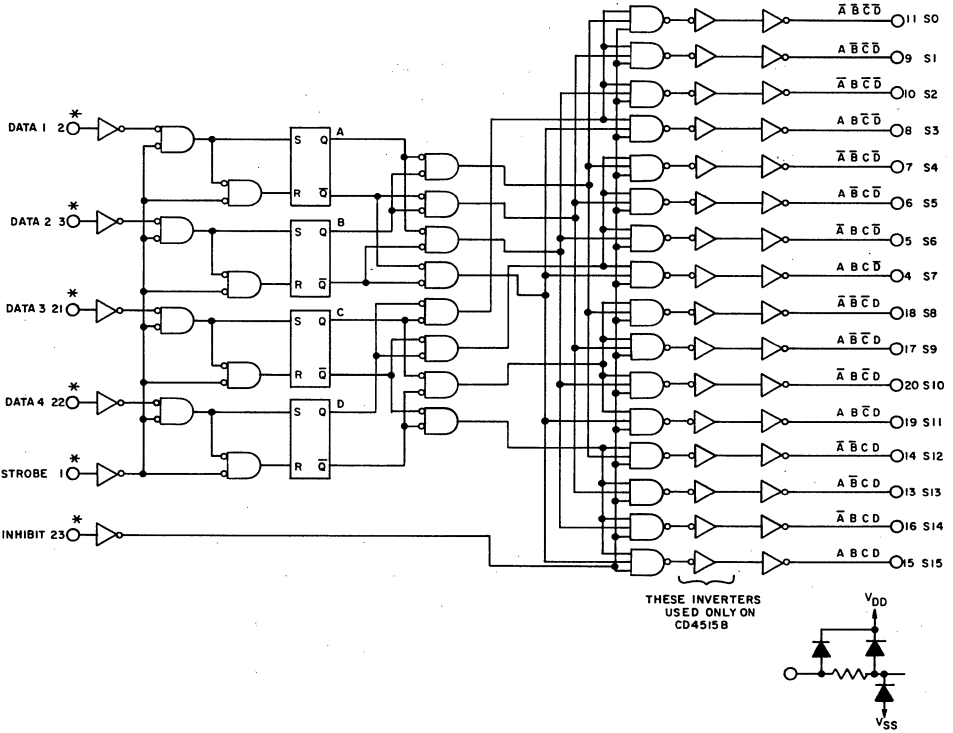 A̅ B̅ C̅ D̅ 11 S0
A B̅ C̅ D̅ 9 S1
A̅ B C̅ D̅ 10 S2
DATA 1 2 *
A B C̅ D̅ 8 S3
S Q A
A̅ B̅ C D̅ 7 S4
R Q̅
A B̅ C D̅ 6 S5
DATA 2 3 *
S Q B
A̅ B C D̅ 5 S6
R Q̅
A B C D̅ 4 S7
DATA 3 21 *
S Q C
A̅ B̅ C̅ D 18 S8
A B̅ C̅ D 17 S9
R Q̅
A̅ B C̅ D 20 S10
DATA 4 22 *
S Q D
A B C̅ D 19 S11
A̅ B̅ C D 14 S12
STROBE 1 *
R Q̅
A B̅ C D 13 S13
A̅ B C D 16 S14
INHIBIT 23 *
A B C D 15 S15
THESE INVERTERS
USED ONLY ON
CD4515B
VDD
VSS